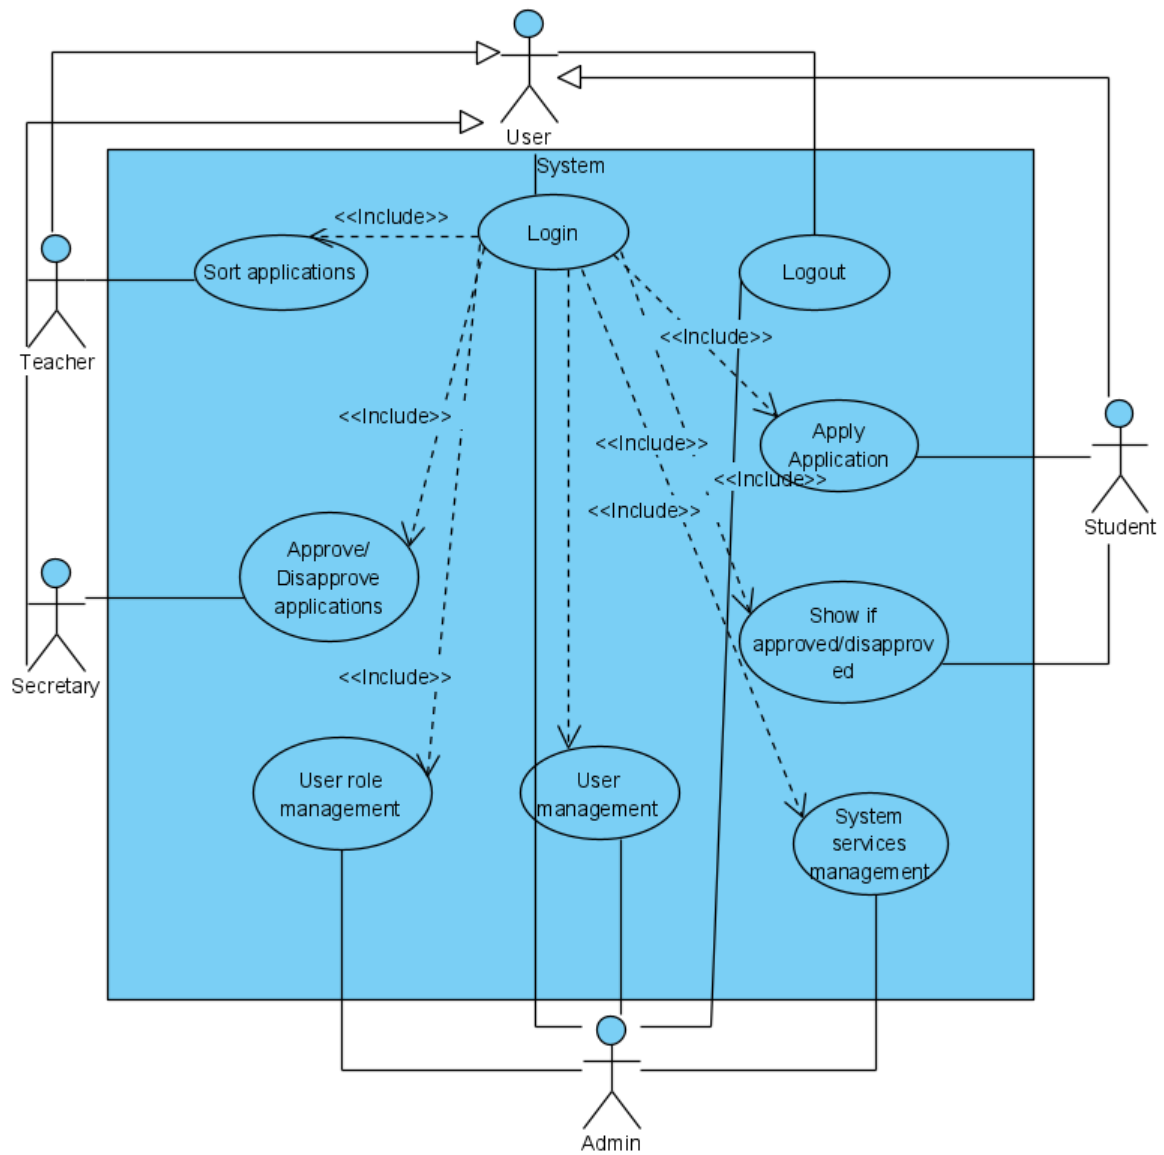 User
System
<<Include>>
Login
Sort applications
Logout
<<Include>>
Teacher
<<Include>>
Apply
Application
<<Include>>
<<Include>>
<<Include>>
Student
Approve/
Disapprove
applications
Show if
approved/disapprov
ed
<<Include>>
Secretary
User role
management
User
management
System
services
management
Admin